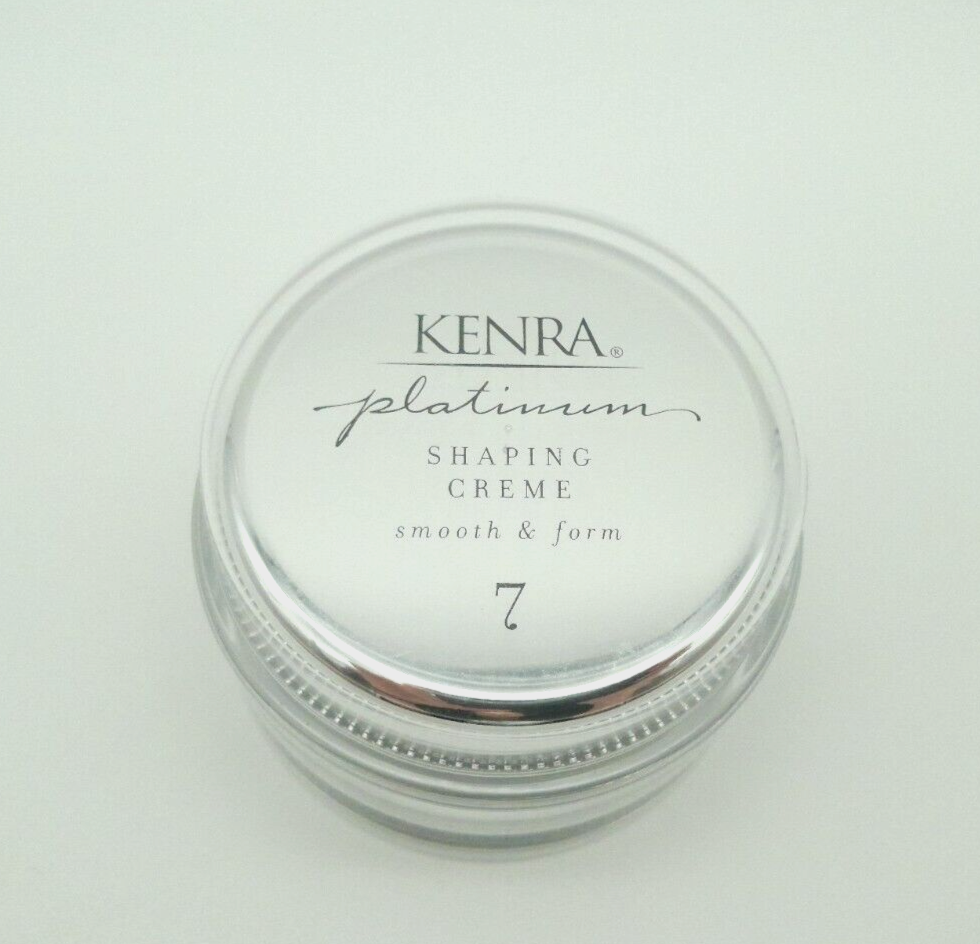 KENRA®
platinum
SHAPING
CREME
smooth & form
7